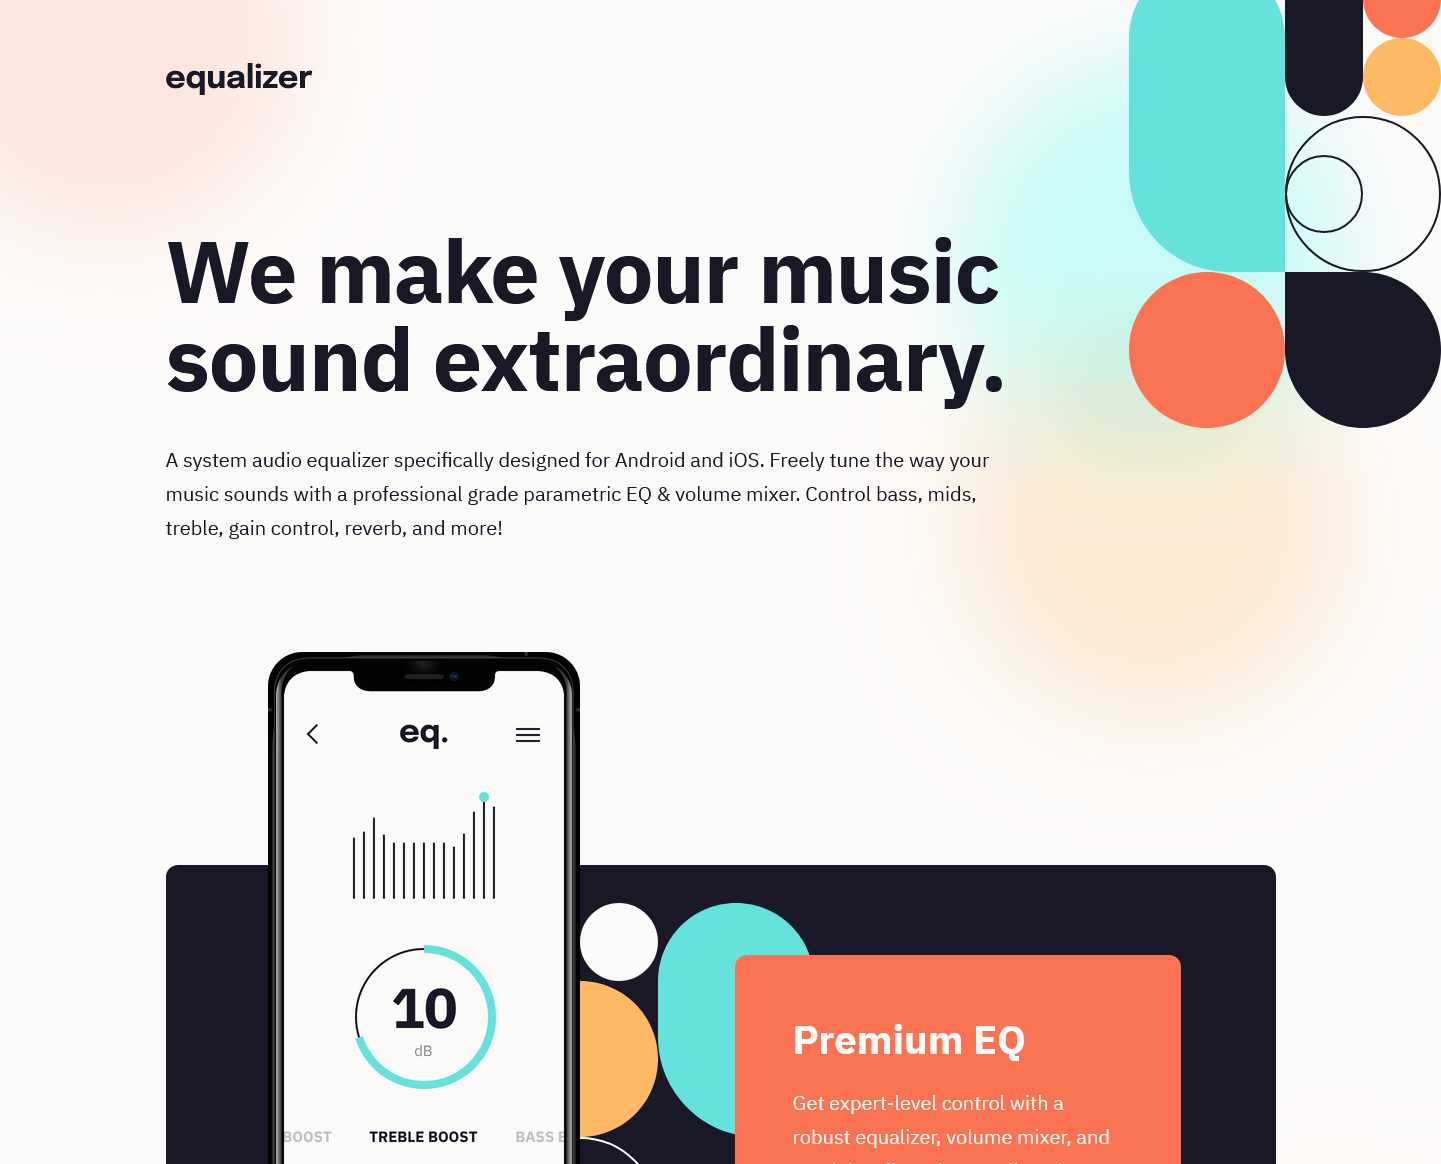 equalizer
We make your music
sound extraordinary.
A system audio equalizer specifically designed for Android and iOS. Freely tune the way your
music sounds with a professional grade parametric EQ & volume mixer. Control bass, mids,
treble, gain control, reverb, and more!
eq.
10
dB
BOOST TREBLE BOOST BASS
Premium EQ
Get expert-level control with a
robust equalizer, volume mixer, and